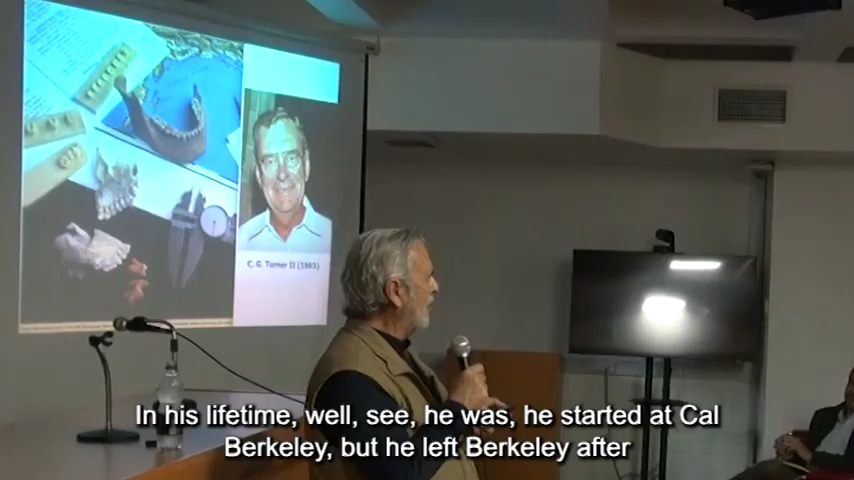 C. G. Turner II (1983)
In his lifetime, well, see, he was, he started at Cal
Berkeley, but he left Berkeley after